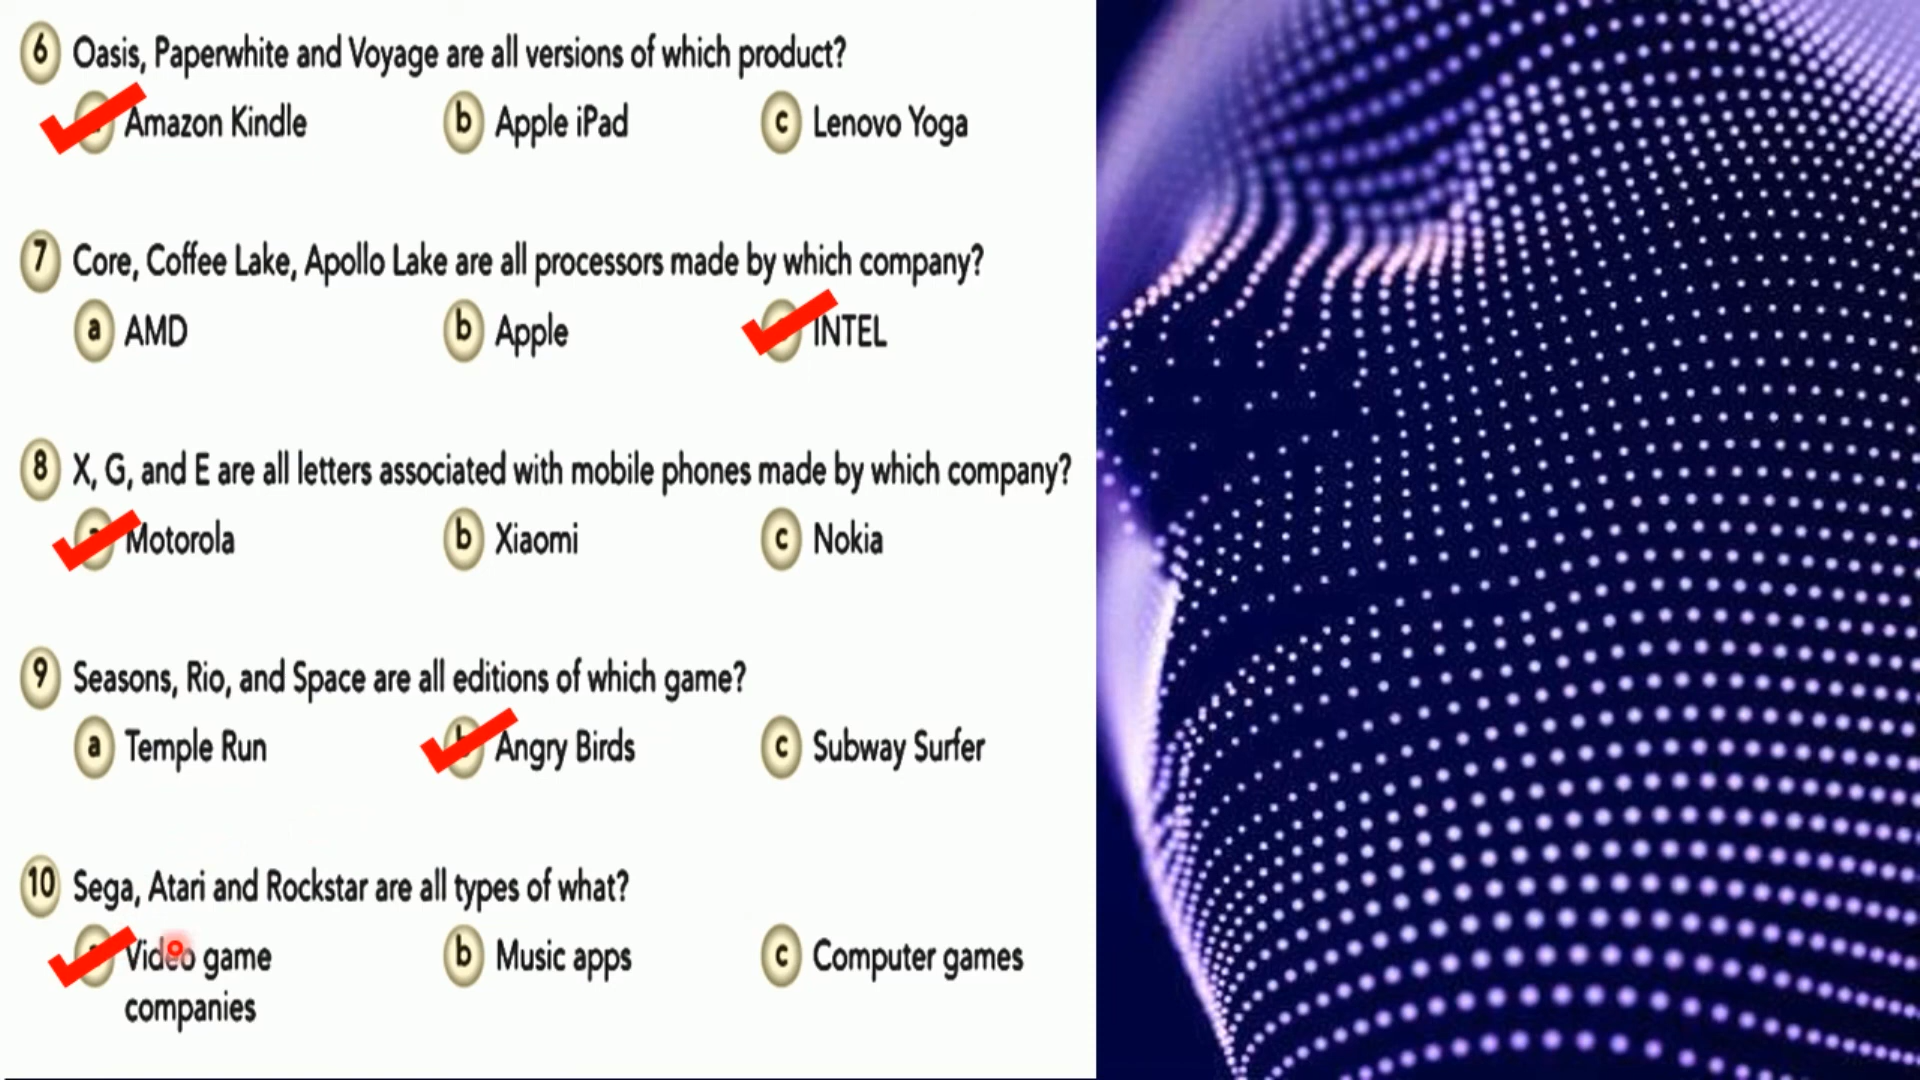 6 Oasis, Paperwhite and Voyage are all versions of which product?
Amazon Kindle b Apple iPad c Lenovo Yoga
7 Core, Coffee Lake, Apollo Lake are all processors made by which company?
a AMD b Apple INTEL
8 X, G, and E are all letters associated with mobile phones made by which company?
Motorola b Xiaomi c Nokia
9 Seasons, Rio, and Space are all editions of which game?
a Temple Run Angry Birds c Subway Surfer
10 Sega, Atari and Rockstar are all types of what?
Video game b Music apps c Computer games
companies